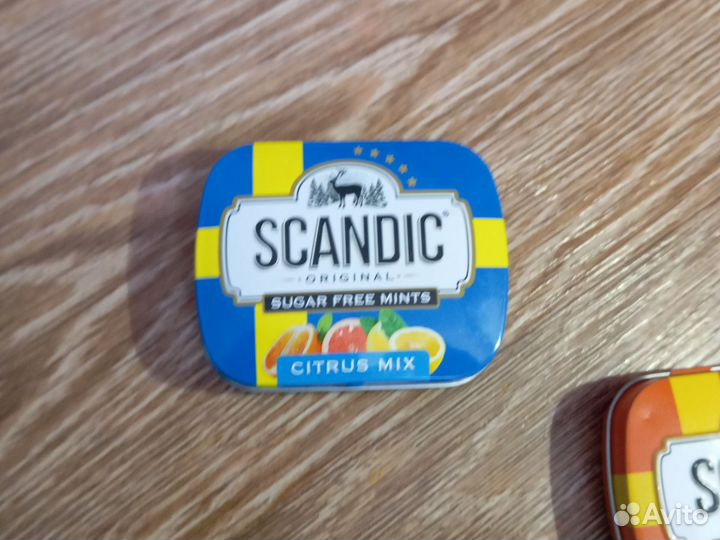 SCANDIC®
ORIGINAL
SUGAR FREE MINTS
CITRUS MIX
S
Avito